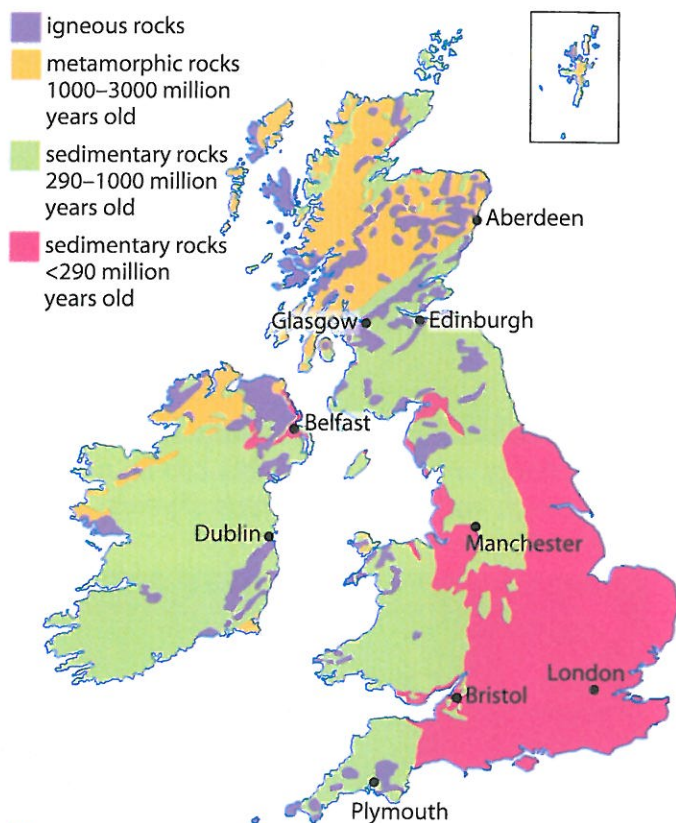 igneous rocks
metamorphic rocks
1000–3000 million
years old
sedimentary rocks
290–1000 million
years old
sedimentary rocks
<290 million
years old
Aberdeen
Glasgow
Edinburgh
Belfast
Dublin
Manchester
London
Bristol
Plymouth